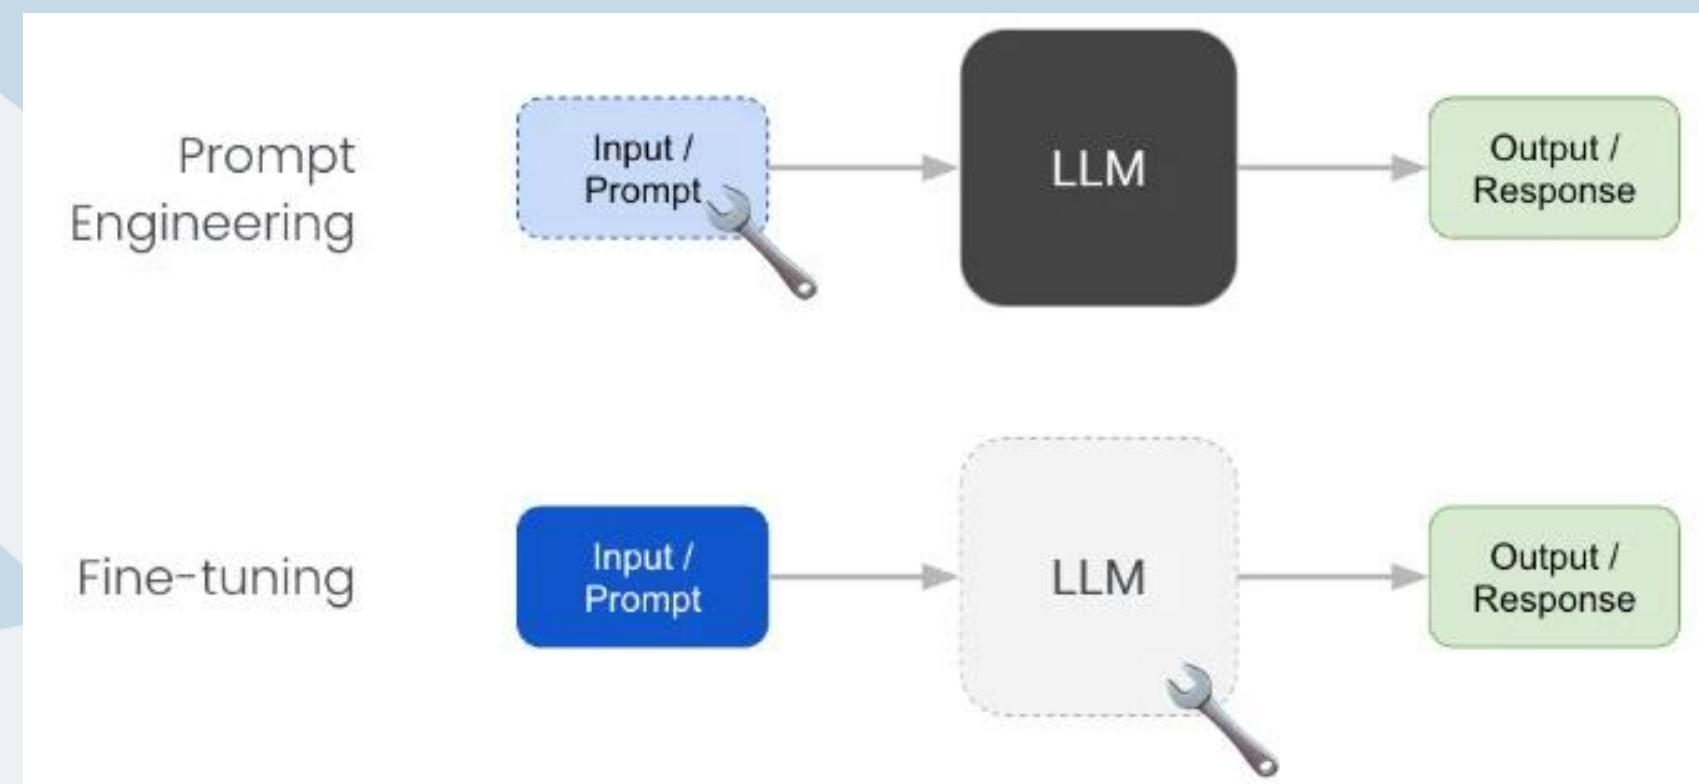 Prompt
Engineering
Input /
Prompt
LLM
Output /
Response
Fine-tuning
Input /
Prompt
LLM
Output /
Response